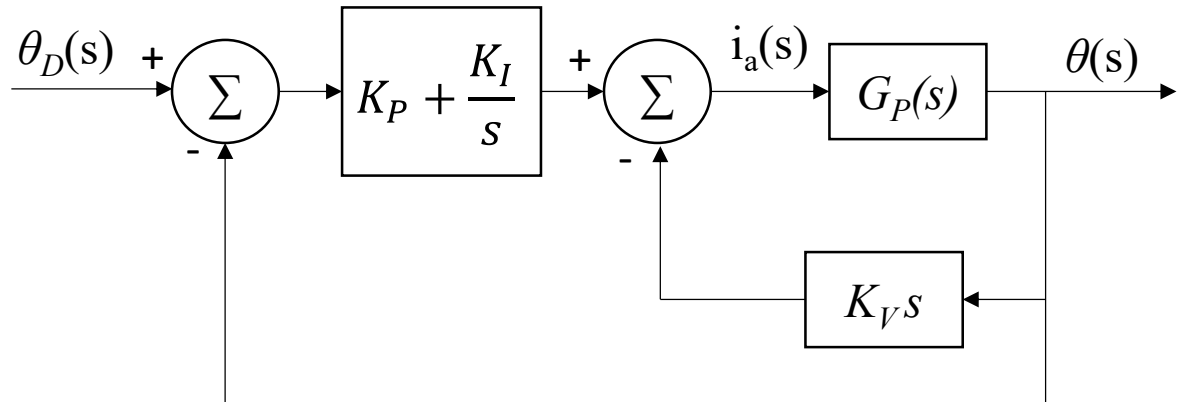 θ_D(s)
+
-
Σ
K_P + K_I/s
+
-
Σ
i_a(s)
G_P(s)
θ(s)
K_V s